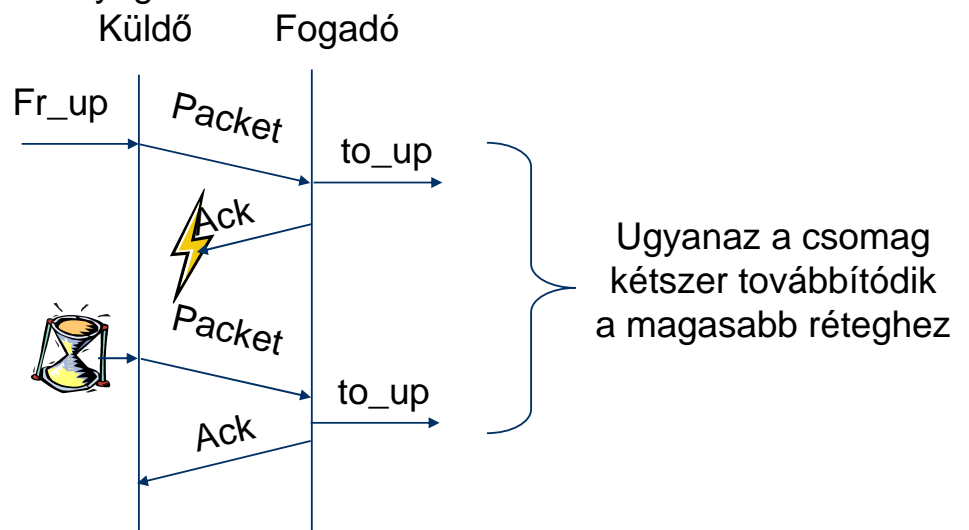 Küldő Fogadó
Fr_up
Packet
to_up
Ack
Ugyanaz a csomag
kétszer továbbítódik
a magasabb réteghez
Packet
to_up
Ack